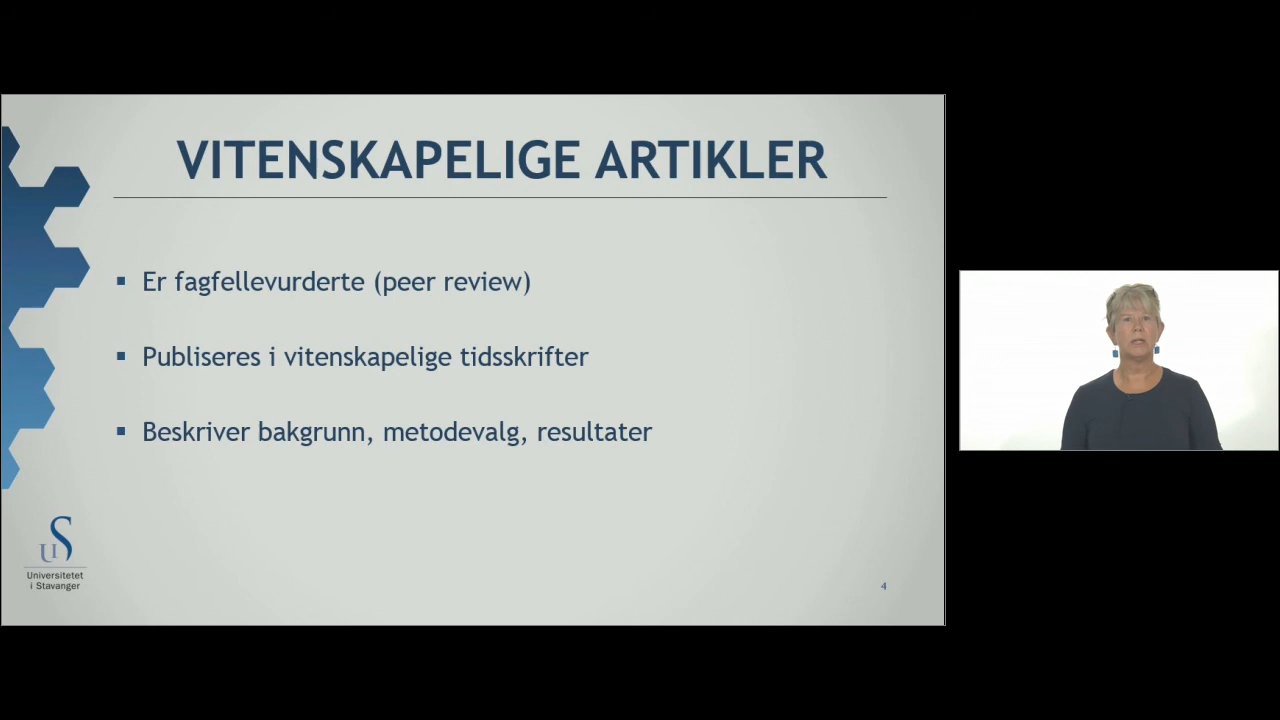 VITENSKAPELIGE ARTIKLER
▪ Er fagfellevurderte (peer review)
▪ Publiseres i vitenskapelige tidsskrifter
▪ Beskriver bakgrunn, metodevalg, resultater
uiS
Universitetet
i Stavanger
4